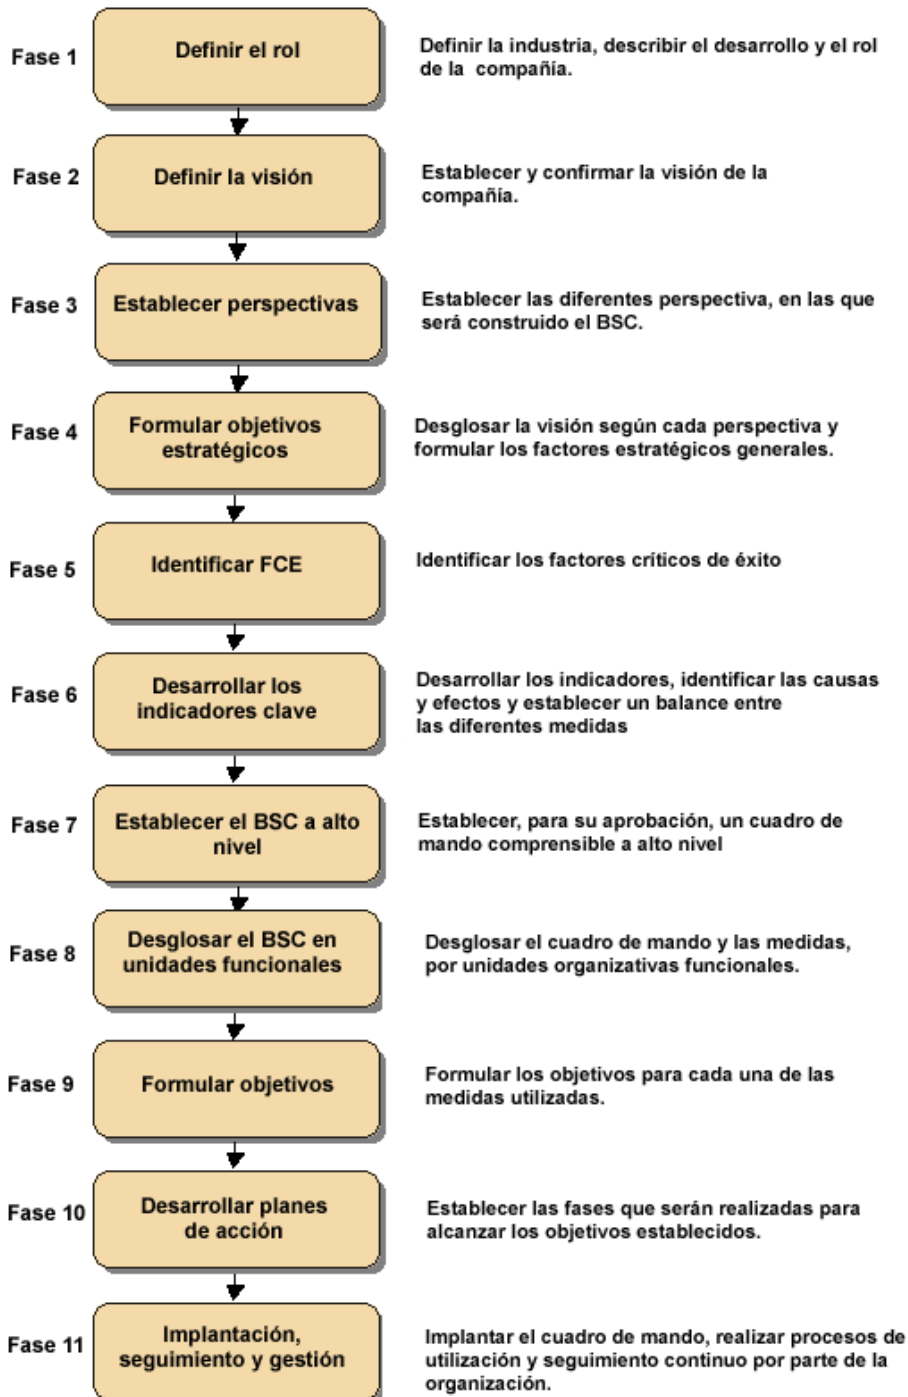 Fase 1
Definir el rol
Definir la industria, describir el desarrollo y el rol
de la compañía.
Fase 2
Definir la visión
Establecer y confirmar la visión de la
compañía.
Fase 3
Establecer perspectivas
Establecer las diferentes perspectiva, en las que
será construido el BSC.
Fase 4
Formular objetivos
estratégicos
Desglosar la visión según cada perspectiva y
formular los factores estratégicos generales.
Fase 5
Identificar FCE
Identificar los factores críticos de éxito
Fase 6
Desarrollar los
indicadores clave
Desarrollar los indicadores, identificar las causas
y efectos y establecer un balance entre
las diferentes medidas
Fase 7
Establecer el BSC a alto
nivel
Establecer, para su aprobación, un cuadro de
mando comprensible a alto nivel
Fase 8
Desglosar el BSC en
unidades funcionales
Desglosar el cuadro de mando y las medidas,
por unidades organizativas funcionales.
Fase 9
Formular objetivos
Formular los objetivos para cada una de las
medidas utilizadas.
Fase 10
Desarrollar planes
de acción
Establecer las fases que serán realizadas para
alcanzar los objetivos establecidos.
Fase 11
Implantación,
seguimiento y gestión
Implantar el cuadro de mando, realizar procesos de
utilización y seguimiento continuo por parte de la
organización.